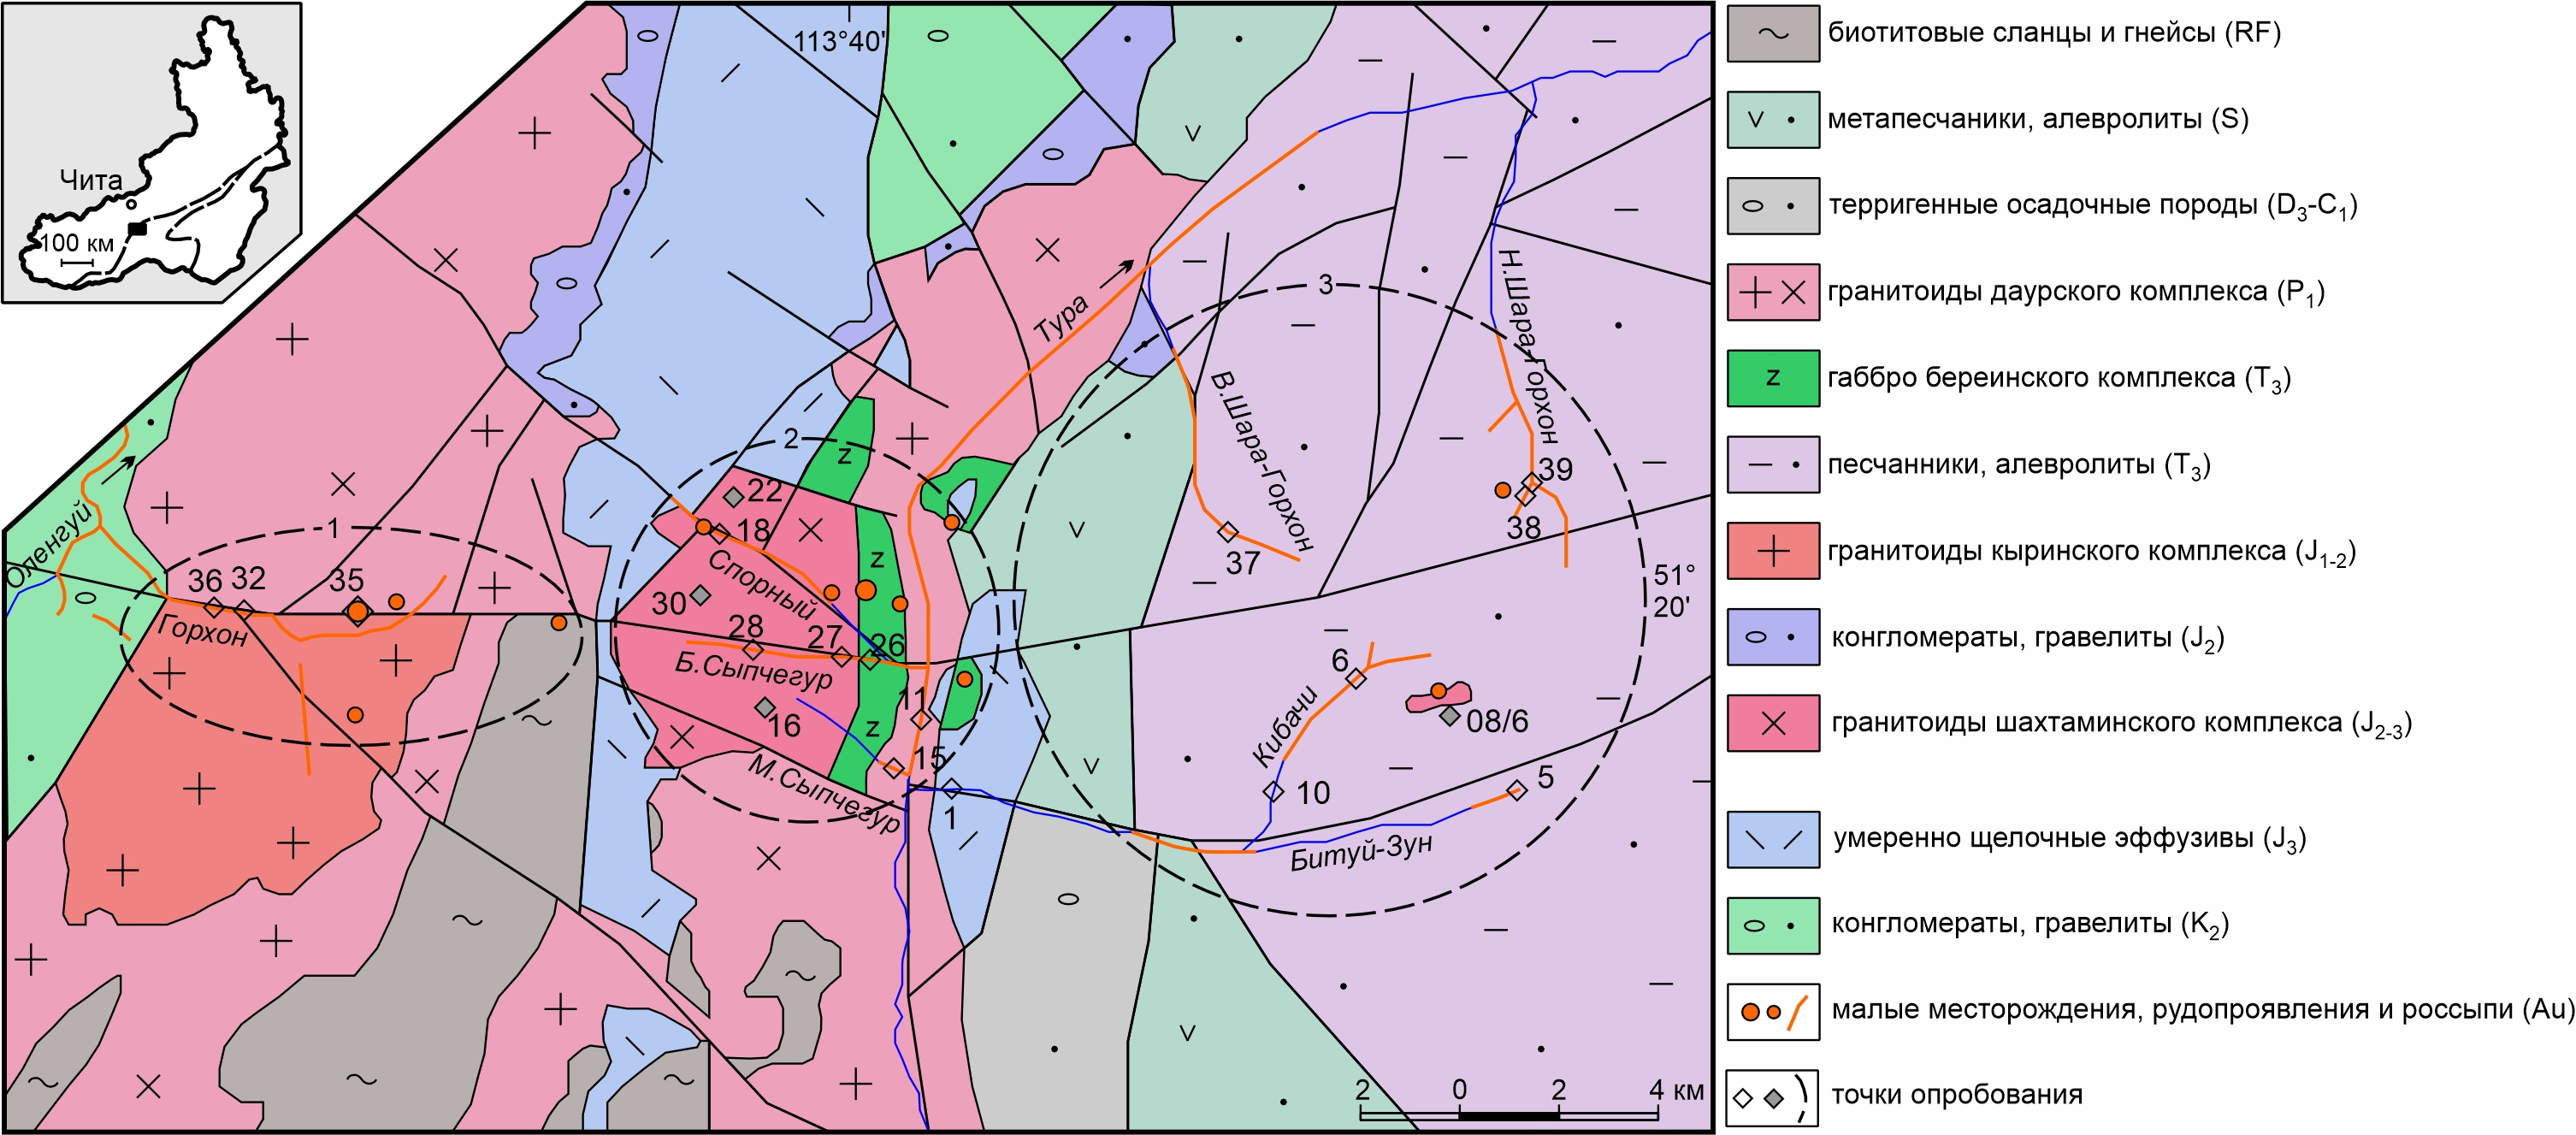 Чита
100 км
113°40'
Тура
Оленгуй
Н.Шара-Горхон
В.Шара-Горхон
1
2
3
z
z
z
36
32
35
Горхон
22
18
Спорный
30
28
27
26
Б.Сыпчегур
16
11
15
М.Сыпчегур
1
37
39
38
51°
20'
6
08/6
Кибачи
10
5
Битуй-Зун
2 0 2 4 км
биотитовые сланцы и гнейсы (RF)
метапесчаники, алевролиты (S)
терригенные осадочные породы (D3-C1)
гранитоиды даурского комплекса (P1)
z габбро береинского комплекса (T3)
песчанники, алевролиты (T3)
гранитоиды кыринского комплекса (J1-2)
конгломераты, гравелиты (J2)
гранитоиды шахтаминского комплекса (J2-3)
умеренно щелочные эффузивы (J3)
конгломераты, гравелиты (K2)
малые месторождения, рудопроявления и россыпи (Au)
точки опробования